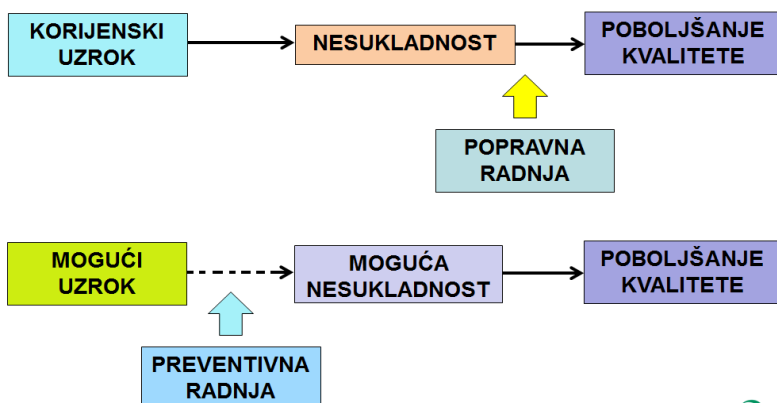 KORIJENSKI
UZROK
NESUKLADNOST
POBOLJŠANJE
KVALITETE
POPRAVNA
RADNJA
MOGUĆI
UZROK
MOGUĆA
NESUKLADNOST
POBOLJŠANJE
KVALITETE
PREVENTIVNA
RADNJA